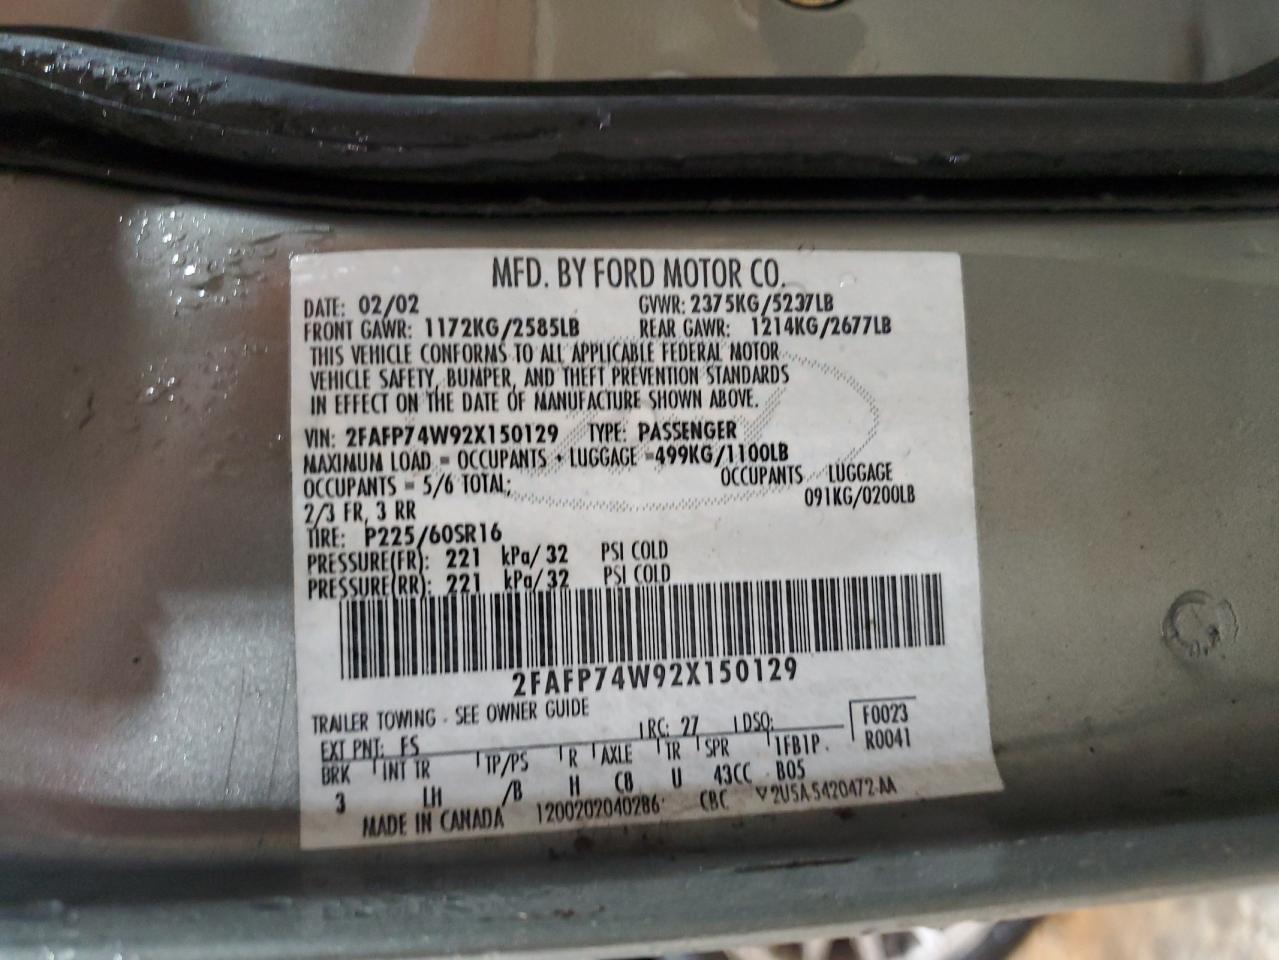 MFD. BY FORD MOTOR CO.
DATE: 02/02 GVWR: 2375KG/5237LB
FRONT GAWR: 1172KG/2585LB REAR GAWR: 1214KG/2677LB
THIS VEHICLE CONFORMS TO ALL APPLICABLE FEDERAL MOTOR
VEHICLE SAFETY, BUMPER, AND THEFT PREVENTION STANDARDS
IN EFFECT ON THE DATE OF MANUFACTURE SHOWN ABOVE.
VIN: 2FAFP74W92X150129 TYPE: PASSENGER
MAXIMUM LOAD = OCCUPANTS + LUGGAGE =499KG/1100LB
OCCUPANTS = 5/6 TOTAL; OCCUPANTS LUGGAGE
2/3 FR, 3 RR 091KG/0200LB
TIRE: P225/60SR16
PRESSURE(FR): 221 kPa/32 PSI COLD
PRESSURE(RR): 221 kPa/32 PSI COLD
2FAFP74W92X150129
TRAILER TOWING - SEE OWNER GUIDE
EXT PNT: FS RC: 27 DSO: F0023
BRK INT TR TP/PS R AXLE TR SPR 1FB1P R0041
3 LH /B H C8 U 43CC B05
MADE IN CANADA 12002020402B6 CBC 2U5A-5420472-AA